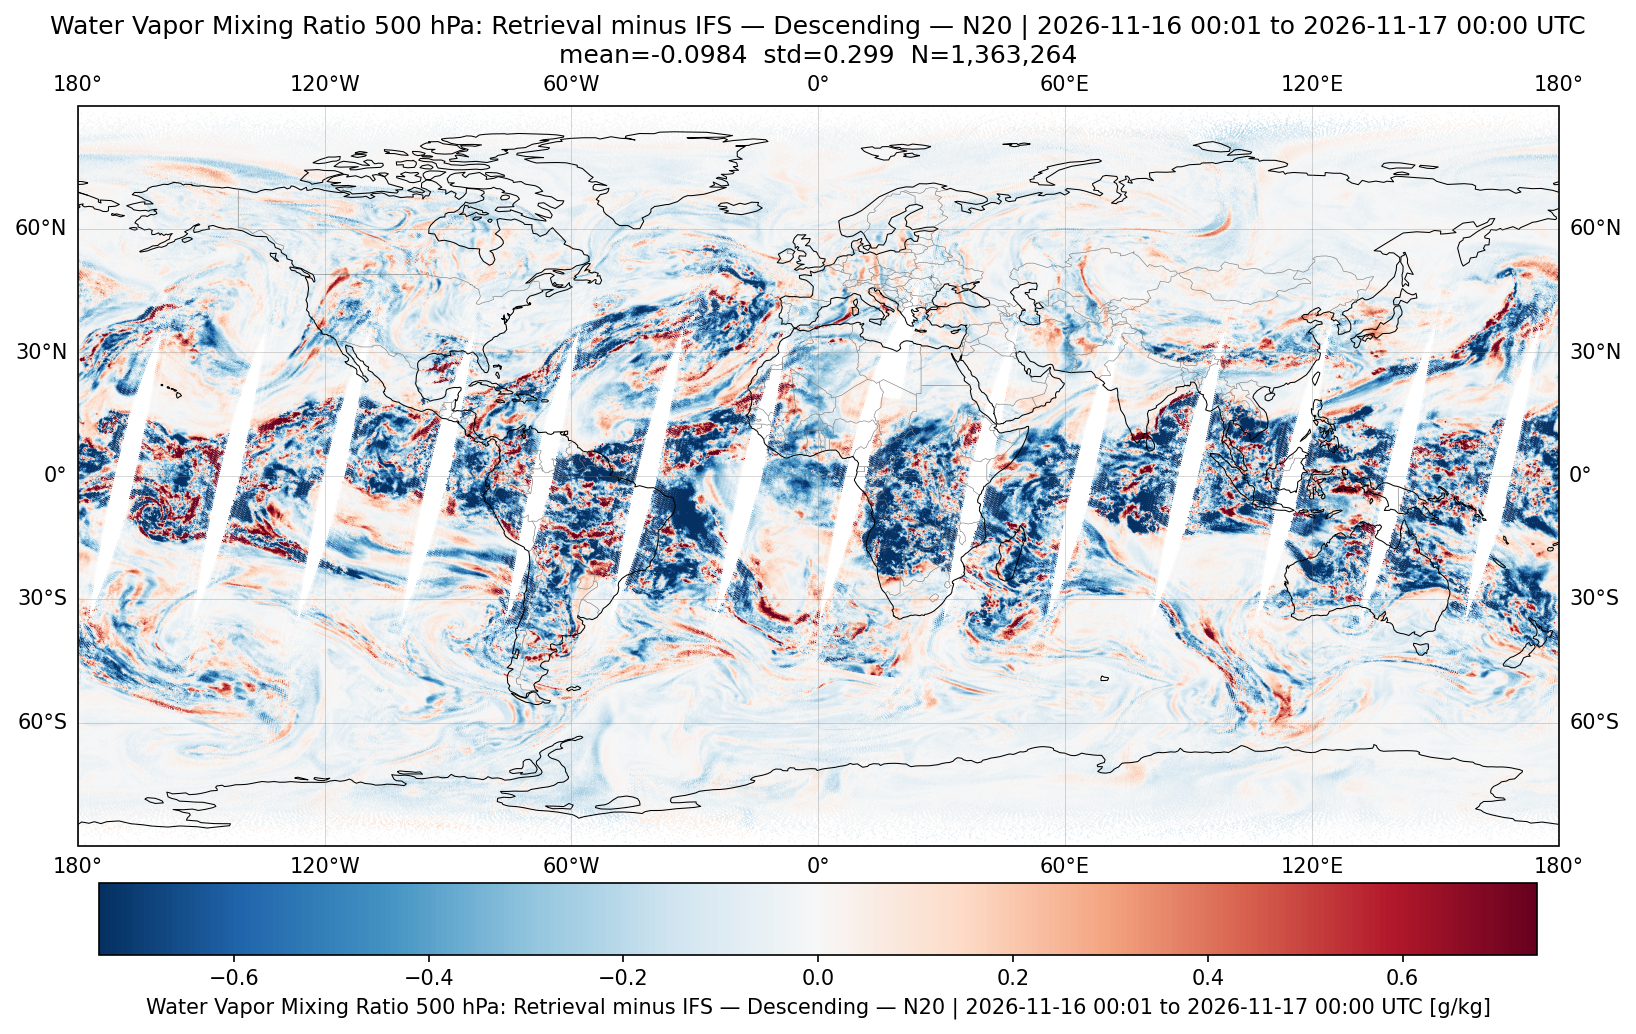 Water Vapor Mixing Ratio 500 hPa: Retrieval minus IFS — Descending — N20 | 2026-11-16 00:01 to 2026-11-17 00:00 UTC
mean=-0.0984 std=0.299 N=1,363,264
180° 120°W 60°W 0° 60°E 120°E 180°
60°N 60°N
30°N 30°N
0° 0°
30°S 30°S
60°S 60°S
180° 120°W 60°W 0° 60°E 120°E 180°
−0.6 −0.4 −0.2 0.0 0.2 0.4 0.6
Water Vapor Mixing Ratio 500 hPa: Retrieval minus IFS — Descending — N20 | 2026-11-16 00:01 to 2026-11-17 00:00 UTC [g/kg]